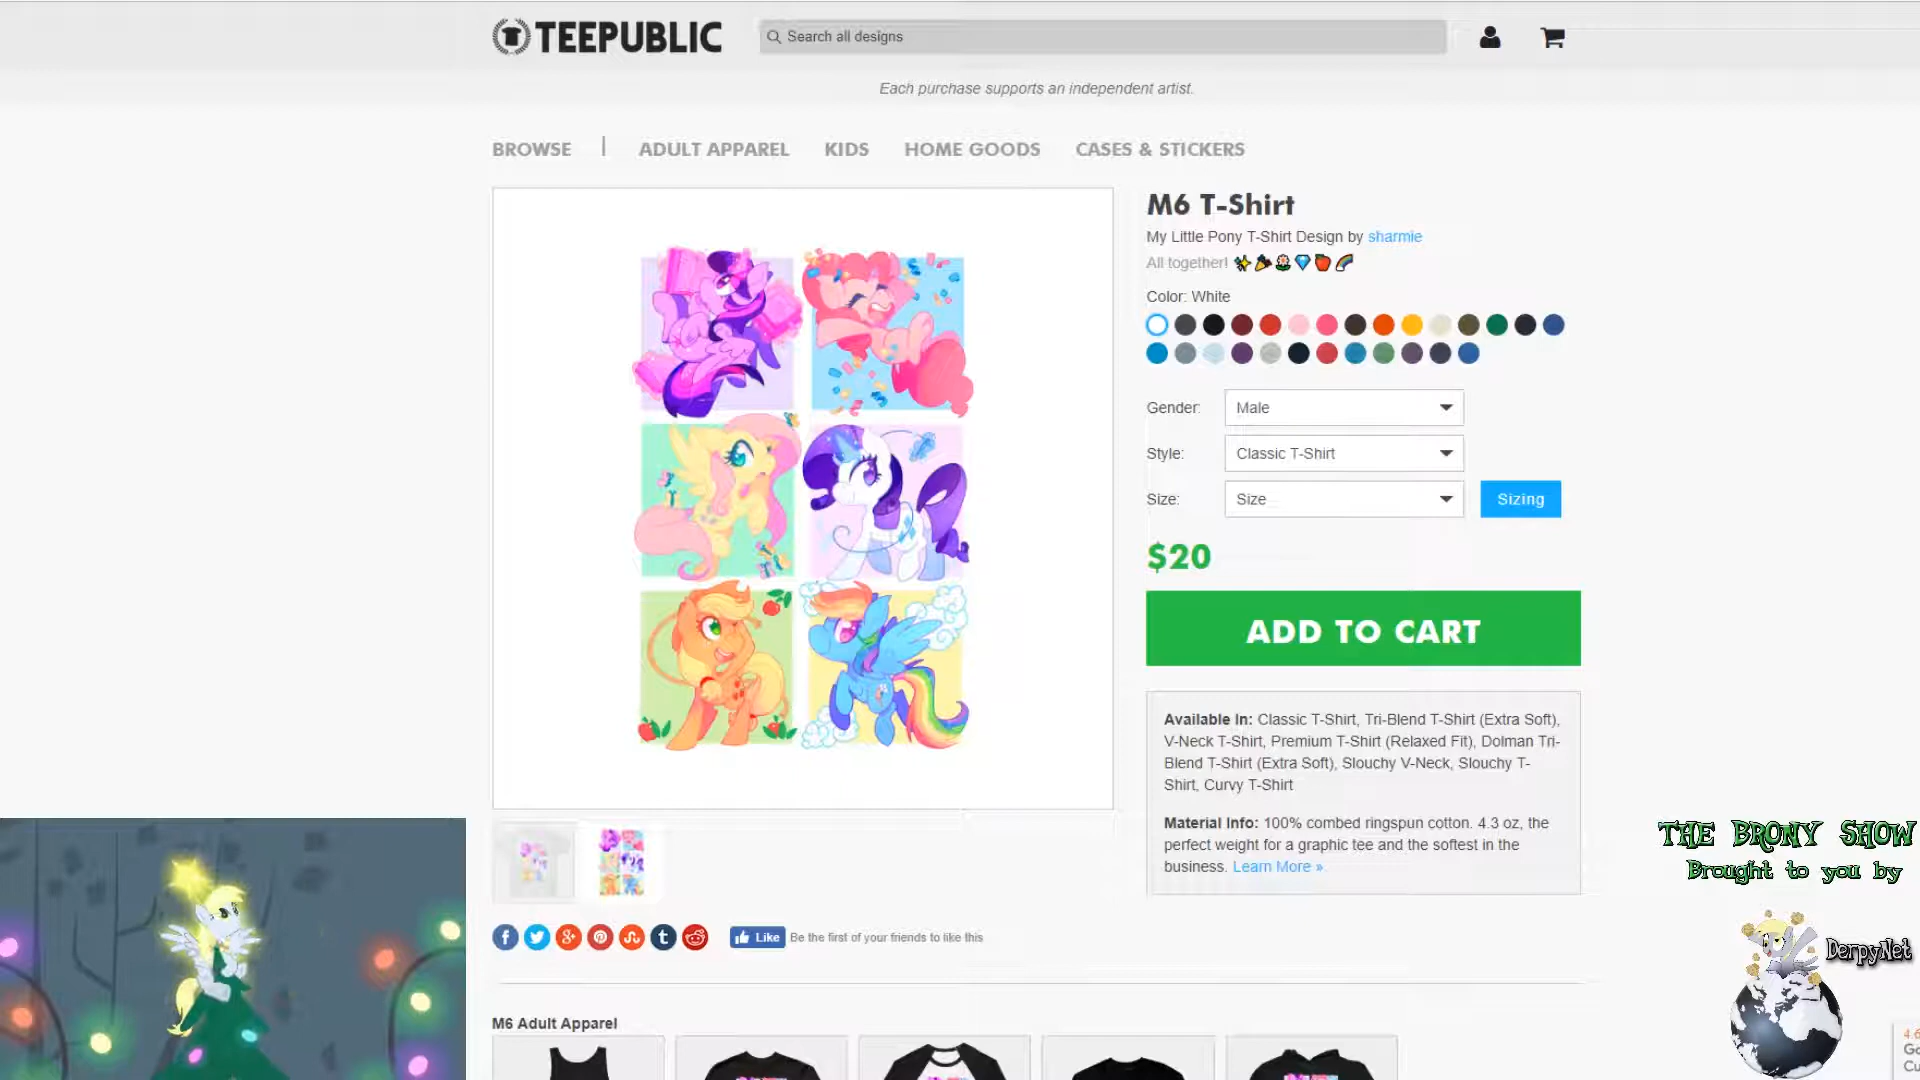 TEEPUBLIC
Search all designs
Each purchase supports an independent artist.
BROWSE | ADULT APPAREL KIDS HOME GOODS CASES & STICKERS
M6 T-Shirt
My Little Pony T-Shirt Design by sharmie
All together!
Color: White
Gender: Male
Style: Classic T-Shirt
Size: Size Sizing
$20
ADD TO CART
Available In: Classic T-Shirt, Tri-Blend T-Shirt (Extra Soft),
V-Neck T-Shirt, Premium T-Shirt (Relaxed Fit), Dolman Tri-
Blend T-Shirt (Extra Soft), Slouchy V-Neck, Slouchy T-
Shirt, Curvy T-Shirt
Material Info: 100% combed ringspun cotton. 4.3 oz, the
perfect weight for a graphic tee and the softest in the
business. Learn More »
THE BRONY SHOW
Brought to you by
DerpyNet
Like Be the first of your friends to like this
M6 Adult Apparel
4.6